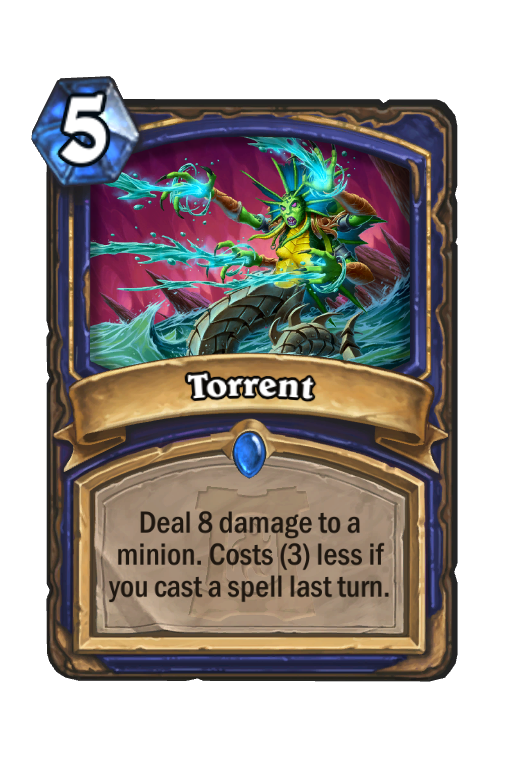 5
Torrent
Deal 8 damage to a
minion. Costs (3) less if
you cast a spell last turn.